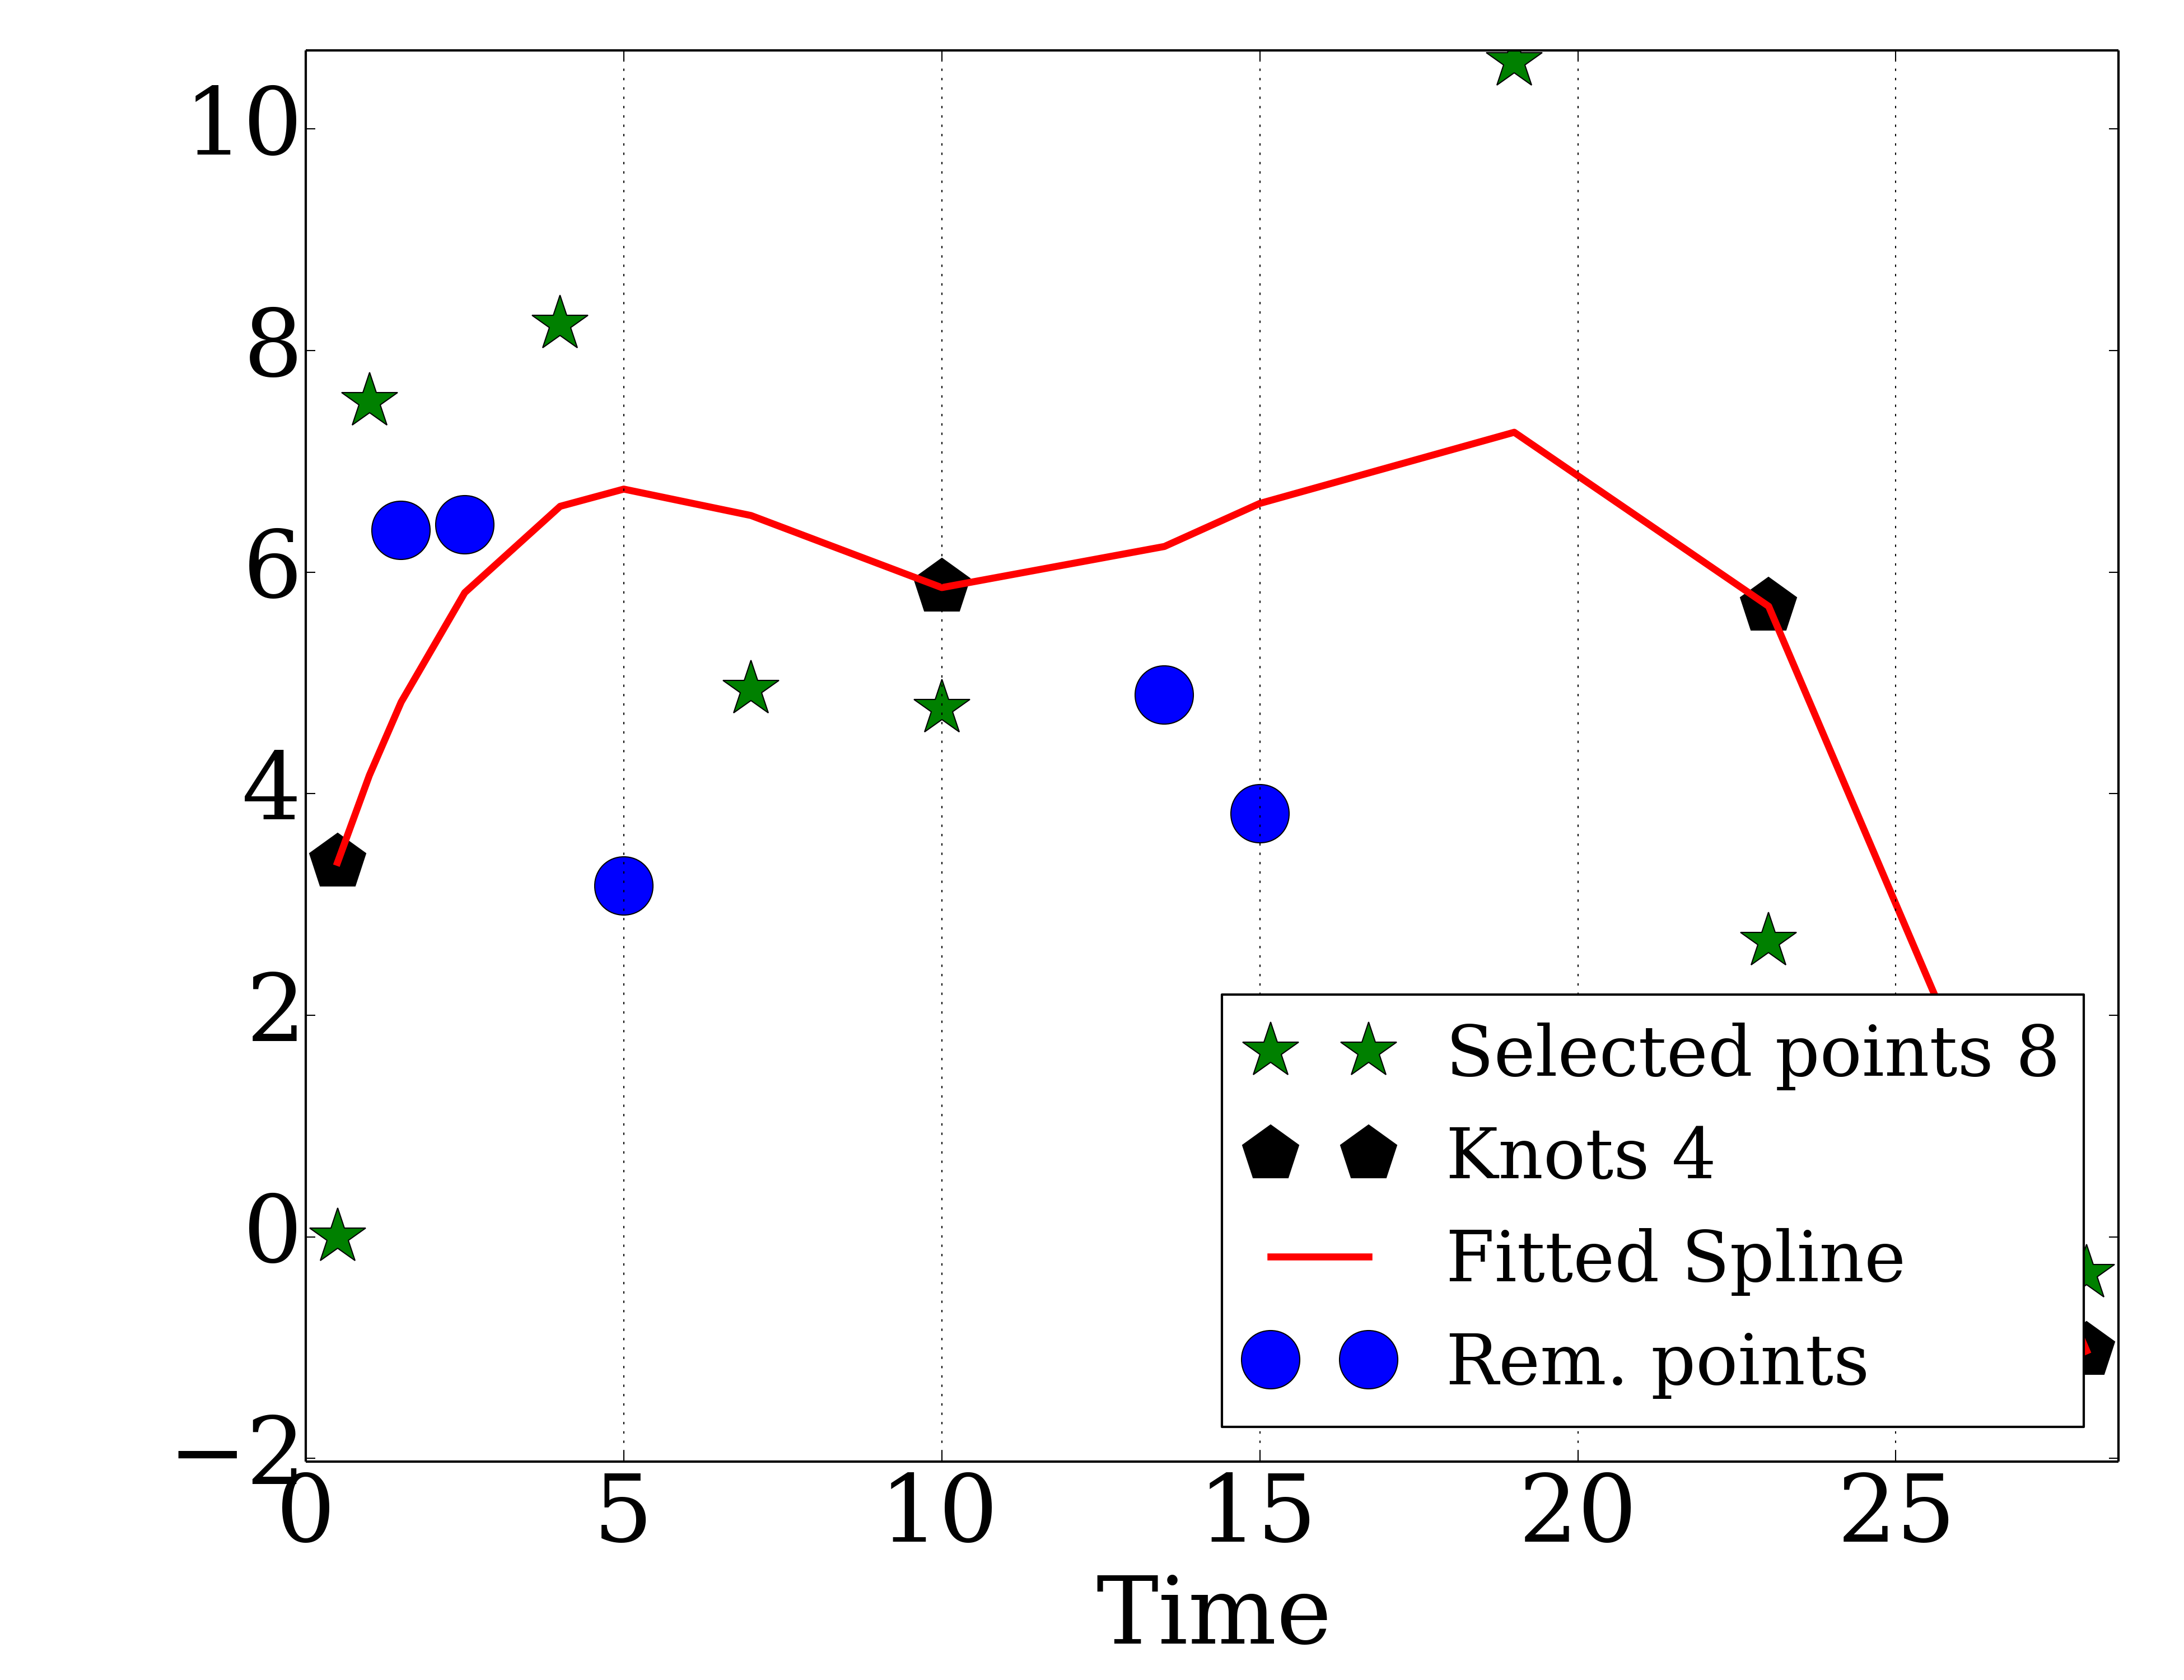 10
8
6
4
2
0
−2
0 5 10 15 20 25
Time
Selected points 8
Knots 4
Fitted Spline
Rem. points